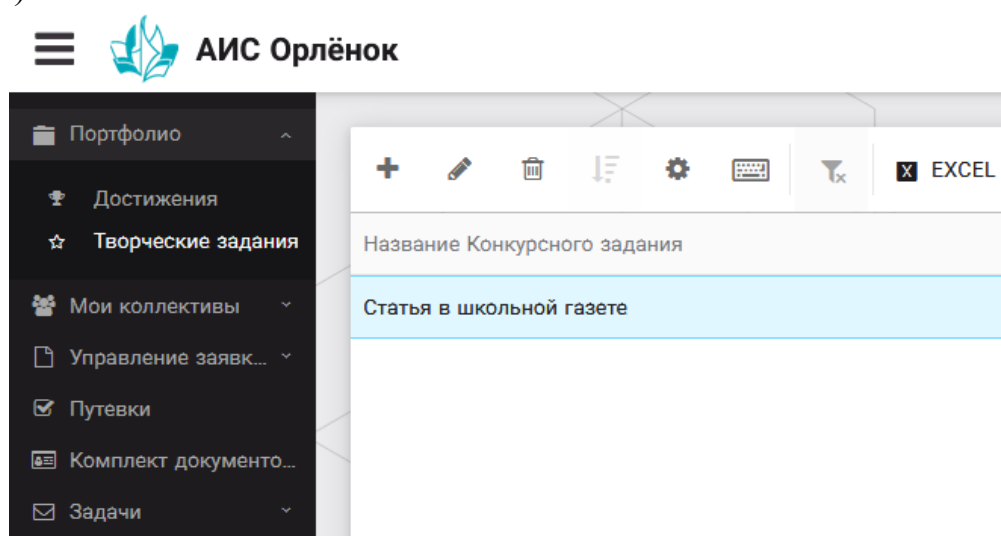 АИС Орлёнок
Портфолио
Достижения
Творческие задания
Мои коллективы
Управление заявк...
Путевки
Комплект документо...
Задачи
EXCEL
Название Конкурсного задания
Статья в школьной газете